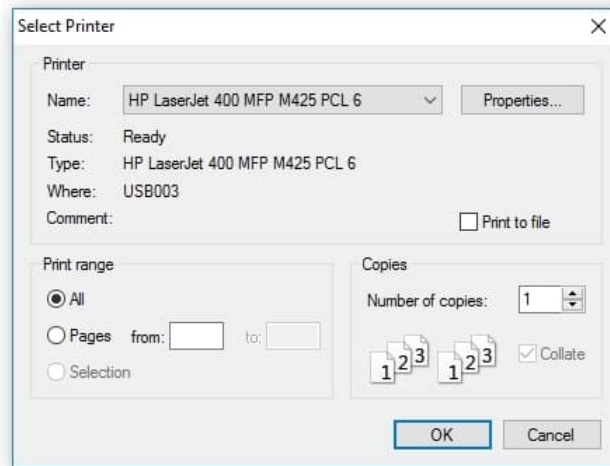 Select Printer
Printer
Name: HP LaserJet 400 MFP M425 PCL 6 Properties...
Status: Ready
Type: HP LaserJet 400 MFP M425 PCL 6
Where: USB003
Comment: Print to file
Print range
All
Pages from: to:
Selection
Copies
Number of copies: 1
1 2 3 1 2 3 Collate
OK Cancel